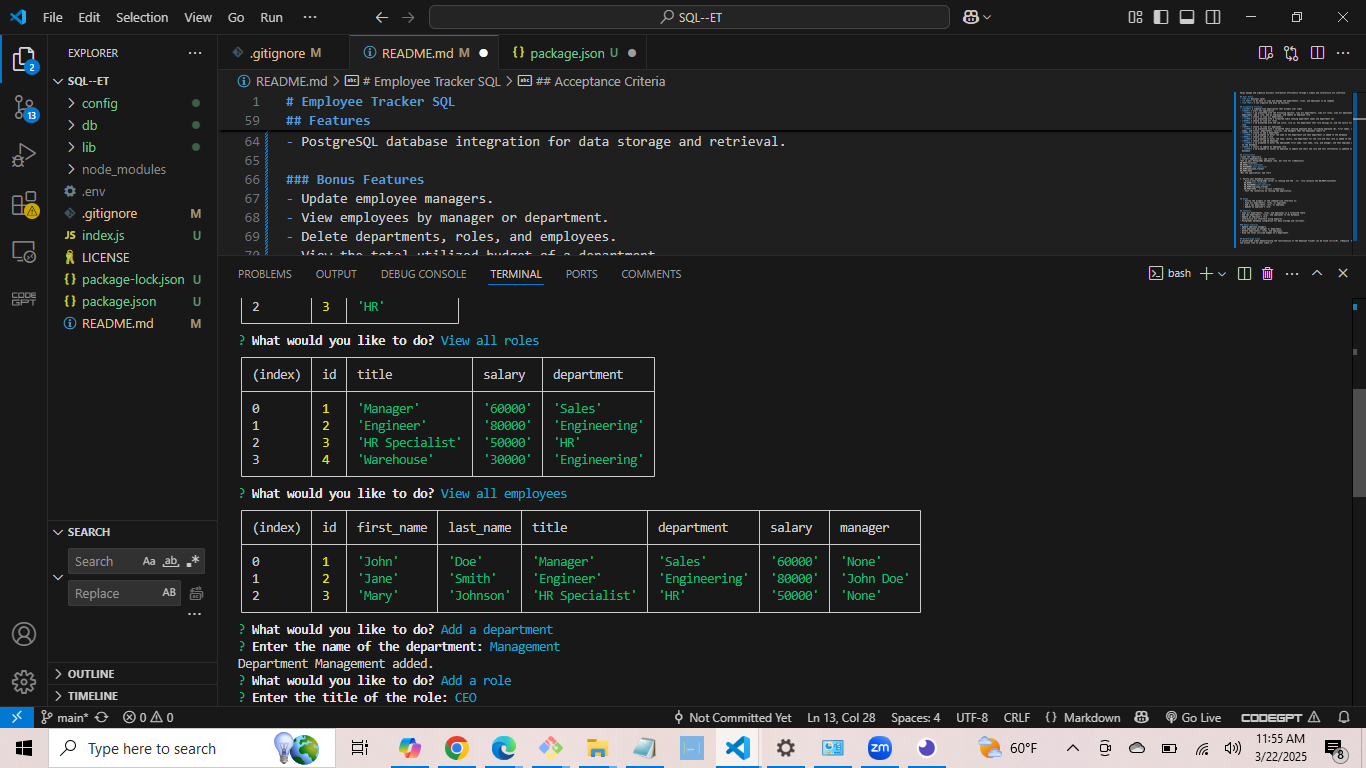 File Edit Selection View Go Run ··· SQL--ET
EXPLORER ···
.gitignore M README.md M package.json U
SQL--ET
README.md > # Employee Tracker SQL > ## Acceptance Criteria
config
db
lib
node_modules
.env
.gitignore M
index.js U
LICENSE
package-lock.json U
package.json U
README.md M
2
13
CODE
GPT
1 # Employee Tracker SQL
59 ## Features
64 - PostgreSQL database integration for data storage and retrieval.
65
66 ### Bonus Features
67 - Update employee managers.
68 - View employees by manager or department.
69 - Delete departments, roles, and employees.
70 - View the total utilized budget of a department
PROBLEMS OUTPUT DEBUG CONSOLE TERMINAL PORTS COMMENTS bash
2 3 'HR'
? What would you like to do? View all roles
(index) id title salary department
0 1 'Manager' '60000' 'Sales'
1 2 'Engineer' '80000' 'Engineering'
2 3 'HR Specialist' '50000' 'HR'
3 4 'Warehouse' '30000' 'Engineering'
? What would you like to do? View all employees
(index) id first_name last_name title department salary manager
0 1 'John' 'Doe' 'Manager' 'Sales' '60000' 'None'
1 2 'Jane' 'Smith' 'Engineer' 'Engineering' '80000' 'John Doe'
2 3 'Mary' 'Johnson' 'HR Specialist' 'HR' '50000' 'None'
? What would you like to do? Add a department
? Enter the name of the department: Management
Department Management added.
? What would you like to do? Add a role
? Enter the title of the role: CEO
SEARCH
Search Aa ab .*
Replace AB
···
OUTLINE
TIMELINE
main* 0 0 Not Committed Yet Ln 13, Col 28 Spaces: 4 UTF-8 CRLF {} Markdown Go Live CODEGPT
Type here to search zm 60°F 11:55 AM
3/22/2025 8